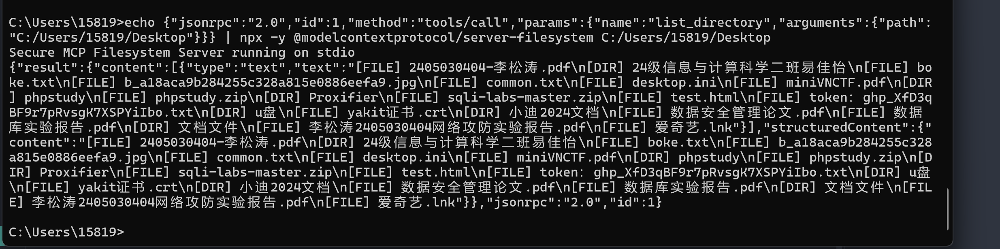 C:\Users\15819>echo {"jsonrpc":"2.0","id":1,"method":"tools/call","params":{"name":"list_directory","arguments":{"path":
"C:/Users/15819/Desktop"}}} | npx -y @modelcontextprotocol/server-filesystem C:/Users/15819/Desktop
Secure MCP Filesystem Server running on stdio
{"result":{"content":[{"type":"text","text":"[FILE] 2405030404-李松涛.pdf\n[DIR] 24级信息与计算科学二班易佳怡\n[FILE] bo
ke.txt\n[FILE] b_a18aca9b284255c328a815e0886eefa9.jpg\n[FILE] common.txt\n[FILE] desktop.ini\n[FILE] miniVNCTF.pdf\n[DIR
] phpstudy\n[FILE] phpstudy.zip\n[DIR] Proxifier\n[FILE] sqli-labs-master.zip\n[FILE] test.html\n[FILE] token: ghp_XfD3q
BF9r7pRvsgK7XSPYiIbo.txt\n[DIR] u盘\n[FILE] yakit证书.crt\n[DIR] 小迪2024文档\n[FILE] 数据安全管理论文.pdf\n[FILE] 数据
库实验报告.pdf\n[DIR] 文档文件\n[FILE] 李松涛2405030404网络攻防实验报告.pdf\n[FILE] 爱奇艺.lnk"}],"structuredContent":{"
content":"[FILE] 2405030404-李松涛.pdf\n[DIR] 24级信息与计算科学二班易佳怡\n[FILE] boke.txt\n[FILE] b_a18aca9b284255c328
a815e0886eefa9.jpg\n[FILE] common.txt\n[FILE] desktop.ini\n[FILE] miniVNCTF.pdf\n[DIR] phpstudy\n[FILE] phpstudy.zip\n[D
IR] Proxifier\n[FILE] sqli-labs-master.zip\n[FILE] test.html\n[FILE] token: ghp_XfD3qBF9r7pRvsgK7XSPYiIbo.txt\n[DIR] u盘
\n[FILE] yakit证书.crt\n[DIR] 小迪2024文档\n[FILE] 数据安全管理论文.pdf\n[FILE] 数据库实验报告.pdf\n[DIR] 文档文件\n[FIL
E] 李松涛2405030404网络攻防实验报告.pdf\n[FILE] 爱奇艺.lnk"}},"jsonrpc":"2.0","id":1}
C:\Users\15819>